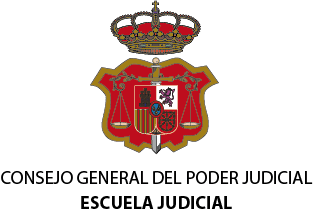 CONSEJO GENERAL DEL PODER JUDICIAL
ESCUELA JUDICIAL